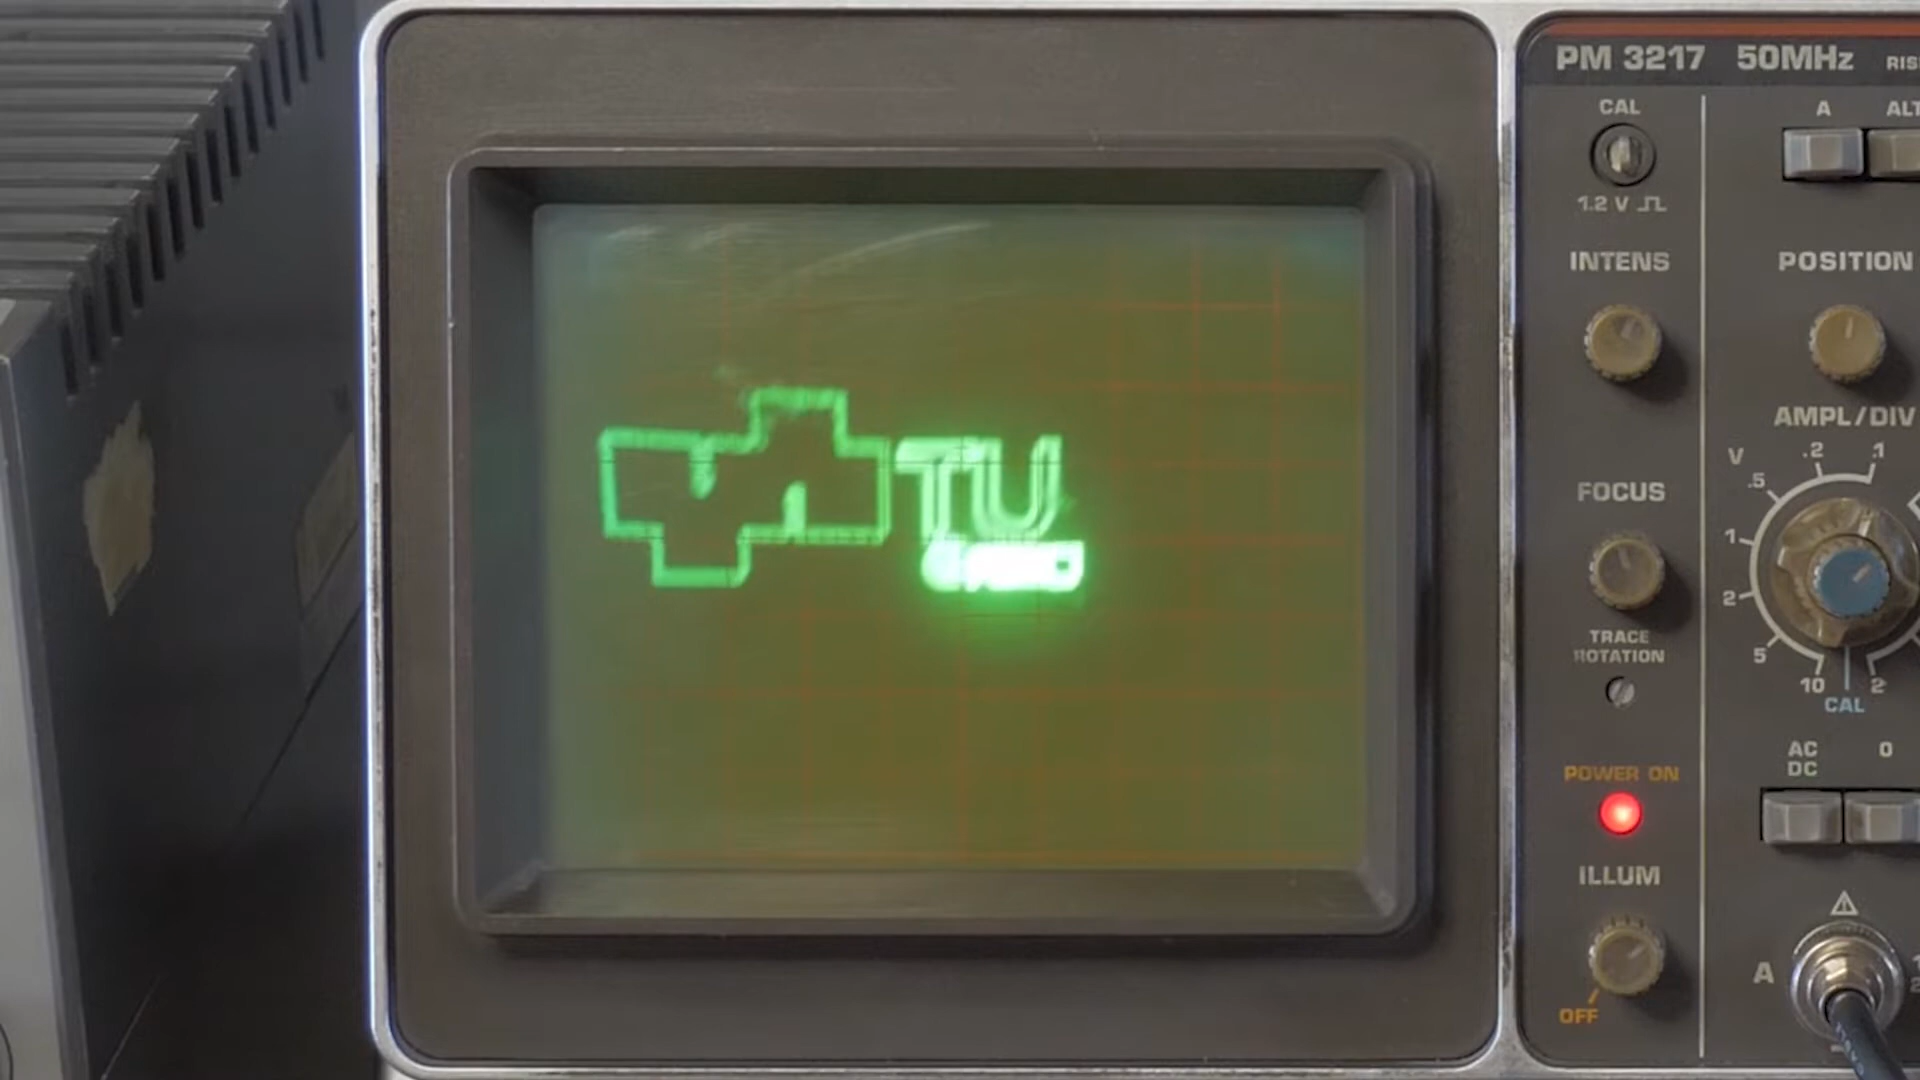 PM 3217 50MHz
CAL
A
1.2 V
INTENS
POSITION
TU
AMPL/DIV
V
.2
.1
.5
1
FOCUS
2
TRACE
ROTATION
5
10
2
CAL
AC
DC
0
POWER ON
ILLUM
A
OFF